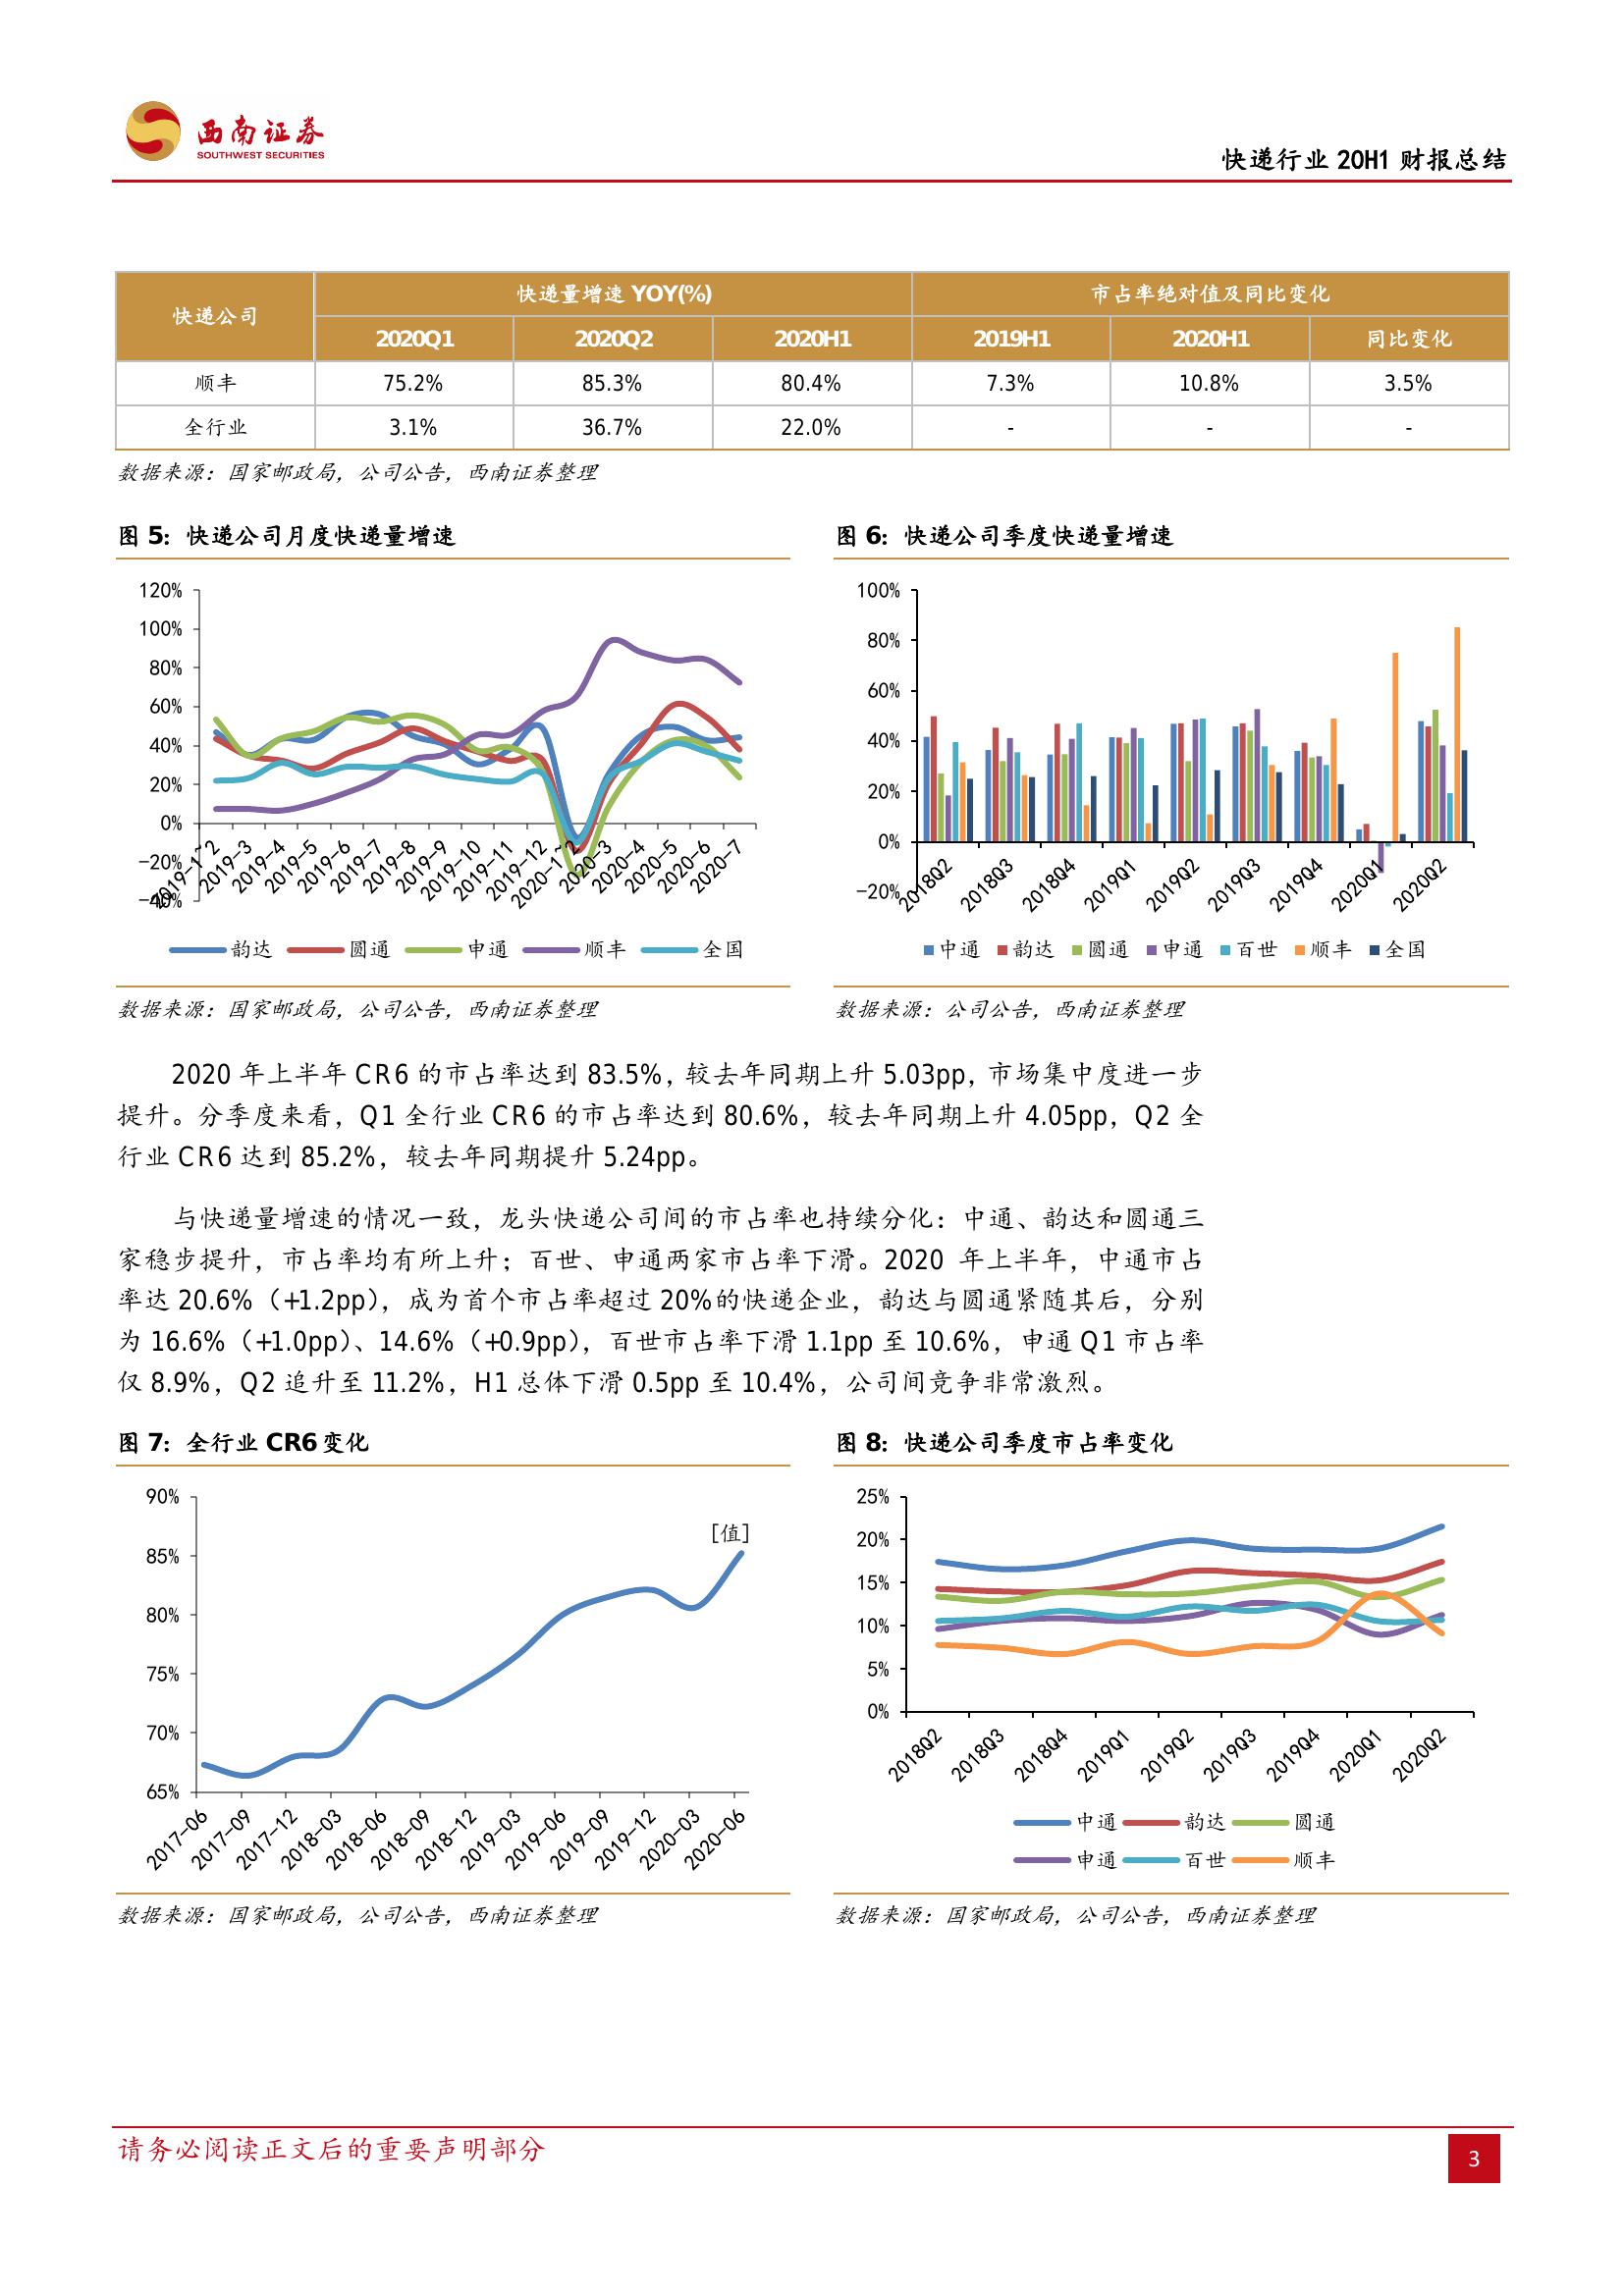 西南证券
SOUTHWEST SECURITIES
快递行业 20H1 财报总结
快递公司 快递量增速 YOY(%) 市占率绝对值及同比变化
2020Q1 2020Q2 2020H1 2019H1 2020H1 同比变化
顺丰 75.2% 85.3% 80.4% 7.3% 10.8% 3.5%
全行业 3.1% 36.7% 22.0% - - -
数据来源：国家邮政局，公司公告，西南证券整理
图 5：快递公司月度快递量增速
120%
100%
80%
60%
40%
20%
0%
-20%
-40%
2019-1~2 2019-3 2019-4 2019-5 2019-6 2019-7 2019-8 2019-9 2019-10 2019-11 2019-12 2020-1~2 2020-3 2020-4 2020-5 2020-6 2020-7
韵达 圆通 申通 顺丰 全国
数据来源：国家邮政局，公司公告，西南证券整理
图 6：快递公司季度快递量增速
100%
80%
60%
40%
20%
0%
-20%
2018Q2 2018Q3 2018Q4 2019Q1 2019Q2 2019Q3 2019Q4 2020Q1 2020Q2
中通 韵达 圆通 申通 百世 顺丰 全国
数据来源：公司公告，西南证券整理
2020 年上半年 CR6 的市占率达到 83.5%，较去年同期上升 5.03pp，市场集中度进一步
提升。分季度来看，Q1 全行业 CR6 的市占率达到 80.6%，较去年同期上升 4.05pp，Q2 全
行业 CR6 达到 85.2%，较去年同期提升 5.24pp。
与快递量增速的情况一致，龙头快递公司间的市占率也持续分化：中通、韵达和圆通三
家稳步提升，市占率均有所上升；百世、申通两家市占率下滑。2020 年上半年，中通市占
率达 20.6%（+1.2pp），成为首个市占率超过 20%的快递企业，韵达与圆通紧随其后，分别
为 16.6%（+1.0pp）、14.6%（+0.9pp），百世市占率下滑 1.1pp 至 10.6%，申通 Q1 市占率
仅 8.9%，Q2 追升至 11.2%，H1 总体下滑 0.5pp 至 10.4%，公司间竞争非常激烈。
图 7：全行业 CR6 变化
90%
85%
80%
75%
70%
65%
[值]
2017-06 2017-09 2017-12 2018-03 2018-06 2018-09 2018-12 2019-03 2019-06 2019-09 2019-12 2020-03 2020-06
数据来源：国家邮政局，公司公告，西南证券整理
图 8：快递公司季度市占率变化
25%
20%
15%
10%
5%
0%
2018Q2 2018Q3 2018Q4 2019Q1 2019Q2 2019Q3 2019Q4 2020Q1 2020Q2
中通 韵达 圆通
申通 百世 顺丰
数据来源：国家邮政局，公司公告，西南证券整理
请务必阅读正文后的重要声明部分
3